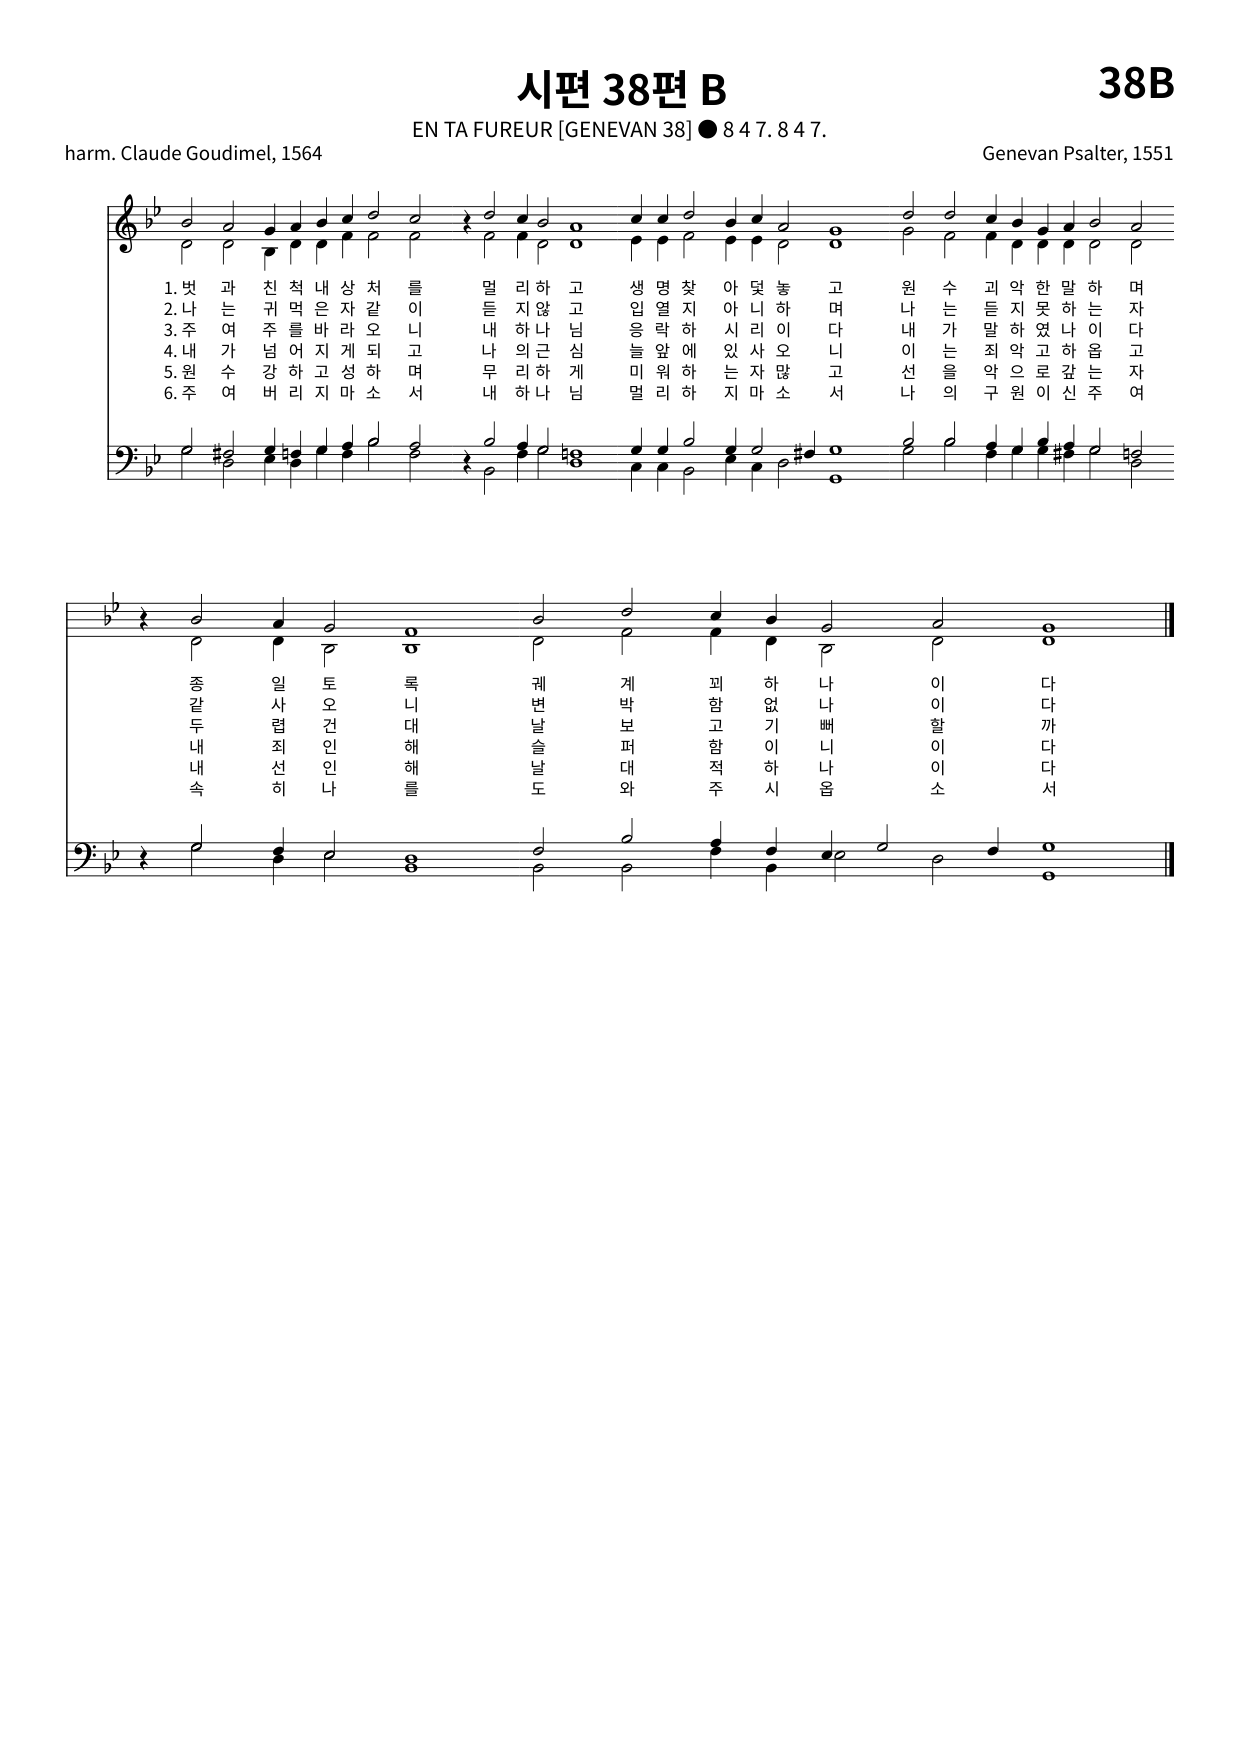 시편 38편 B
38B
EN TA FUREUR [GENEVAN 38] ● 8 4 7. 8 4 7.
harm. Claude Goudimel, 1564
Genevan Psalter, 1551
1. 벗 과 친 척 내 상 처 를 멀 리 하 고 생 명 찾 아 덫 놓 고 원 수 괴 악 한 말 하 며
2. 나 는 귀 먹 은 자 같 이 듣 지 않 고 입 열 지 아 니 하 며 나 는 듣 지 못 하 는 자
3. 주 여 주 를 바 라 오 니 내 하 나 님 응 락 하 시 리 이 다 내 가 말 하 였 나 이 다
4. 내 가 넘 어 지 게 되 고 나 의 근 심 늘 앞 에 있 사 오 니 이 는 죄 악 고 하 옵 고
5. 원 수 강 하 고 성 하 며 무 리 하 게 미 워 하 는 자 많 고 선 을 악 으 로 갚 는 자
6. 주 여 버 리 지 마 소 서 내 하 나 님 멀 리 하 지 마 소 서 나 의 구 원 이 신 주 여
종 일 토 록 궤 계 꾀 하 나 이 다
같 사 오 니 변 박 함 없 나 이 다
두 렵 건 대 날 보 고 기 뻐 할 까
내 죄 인 해 슬 퍼 함 이 니 이 다
내 선 인 해 날 대 적 하 나 이 다
속 히 나 를 도 와 주 시 옵 소 서